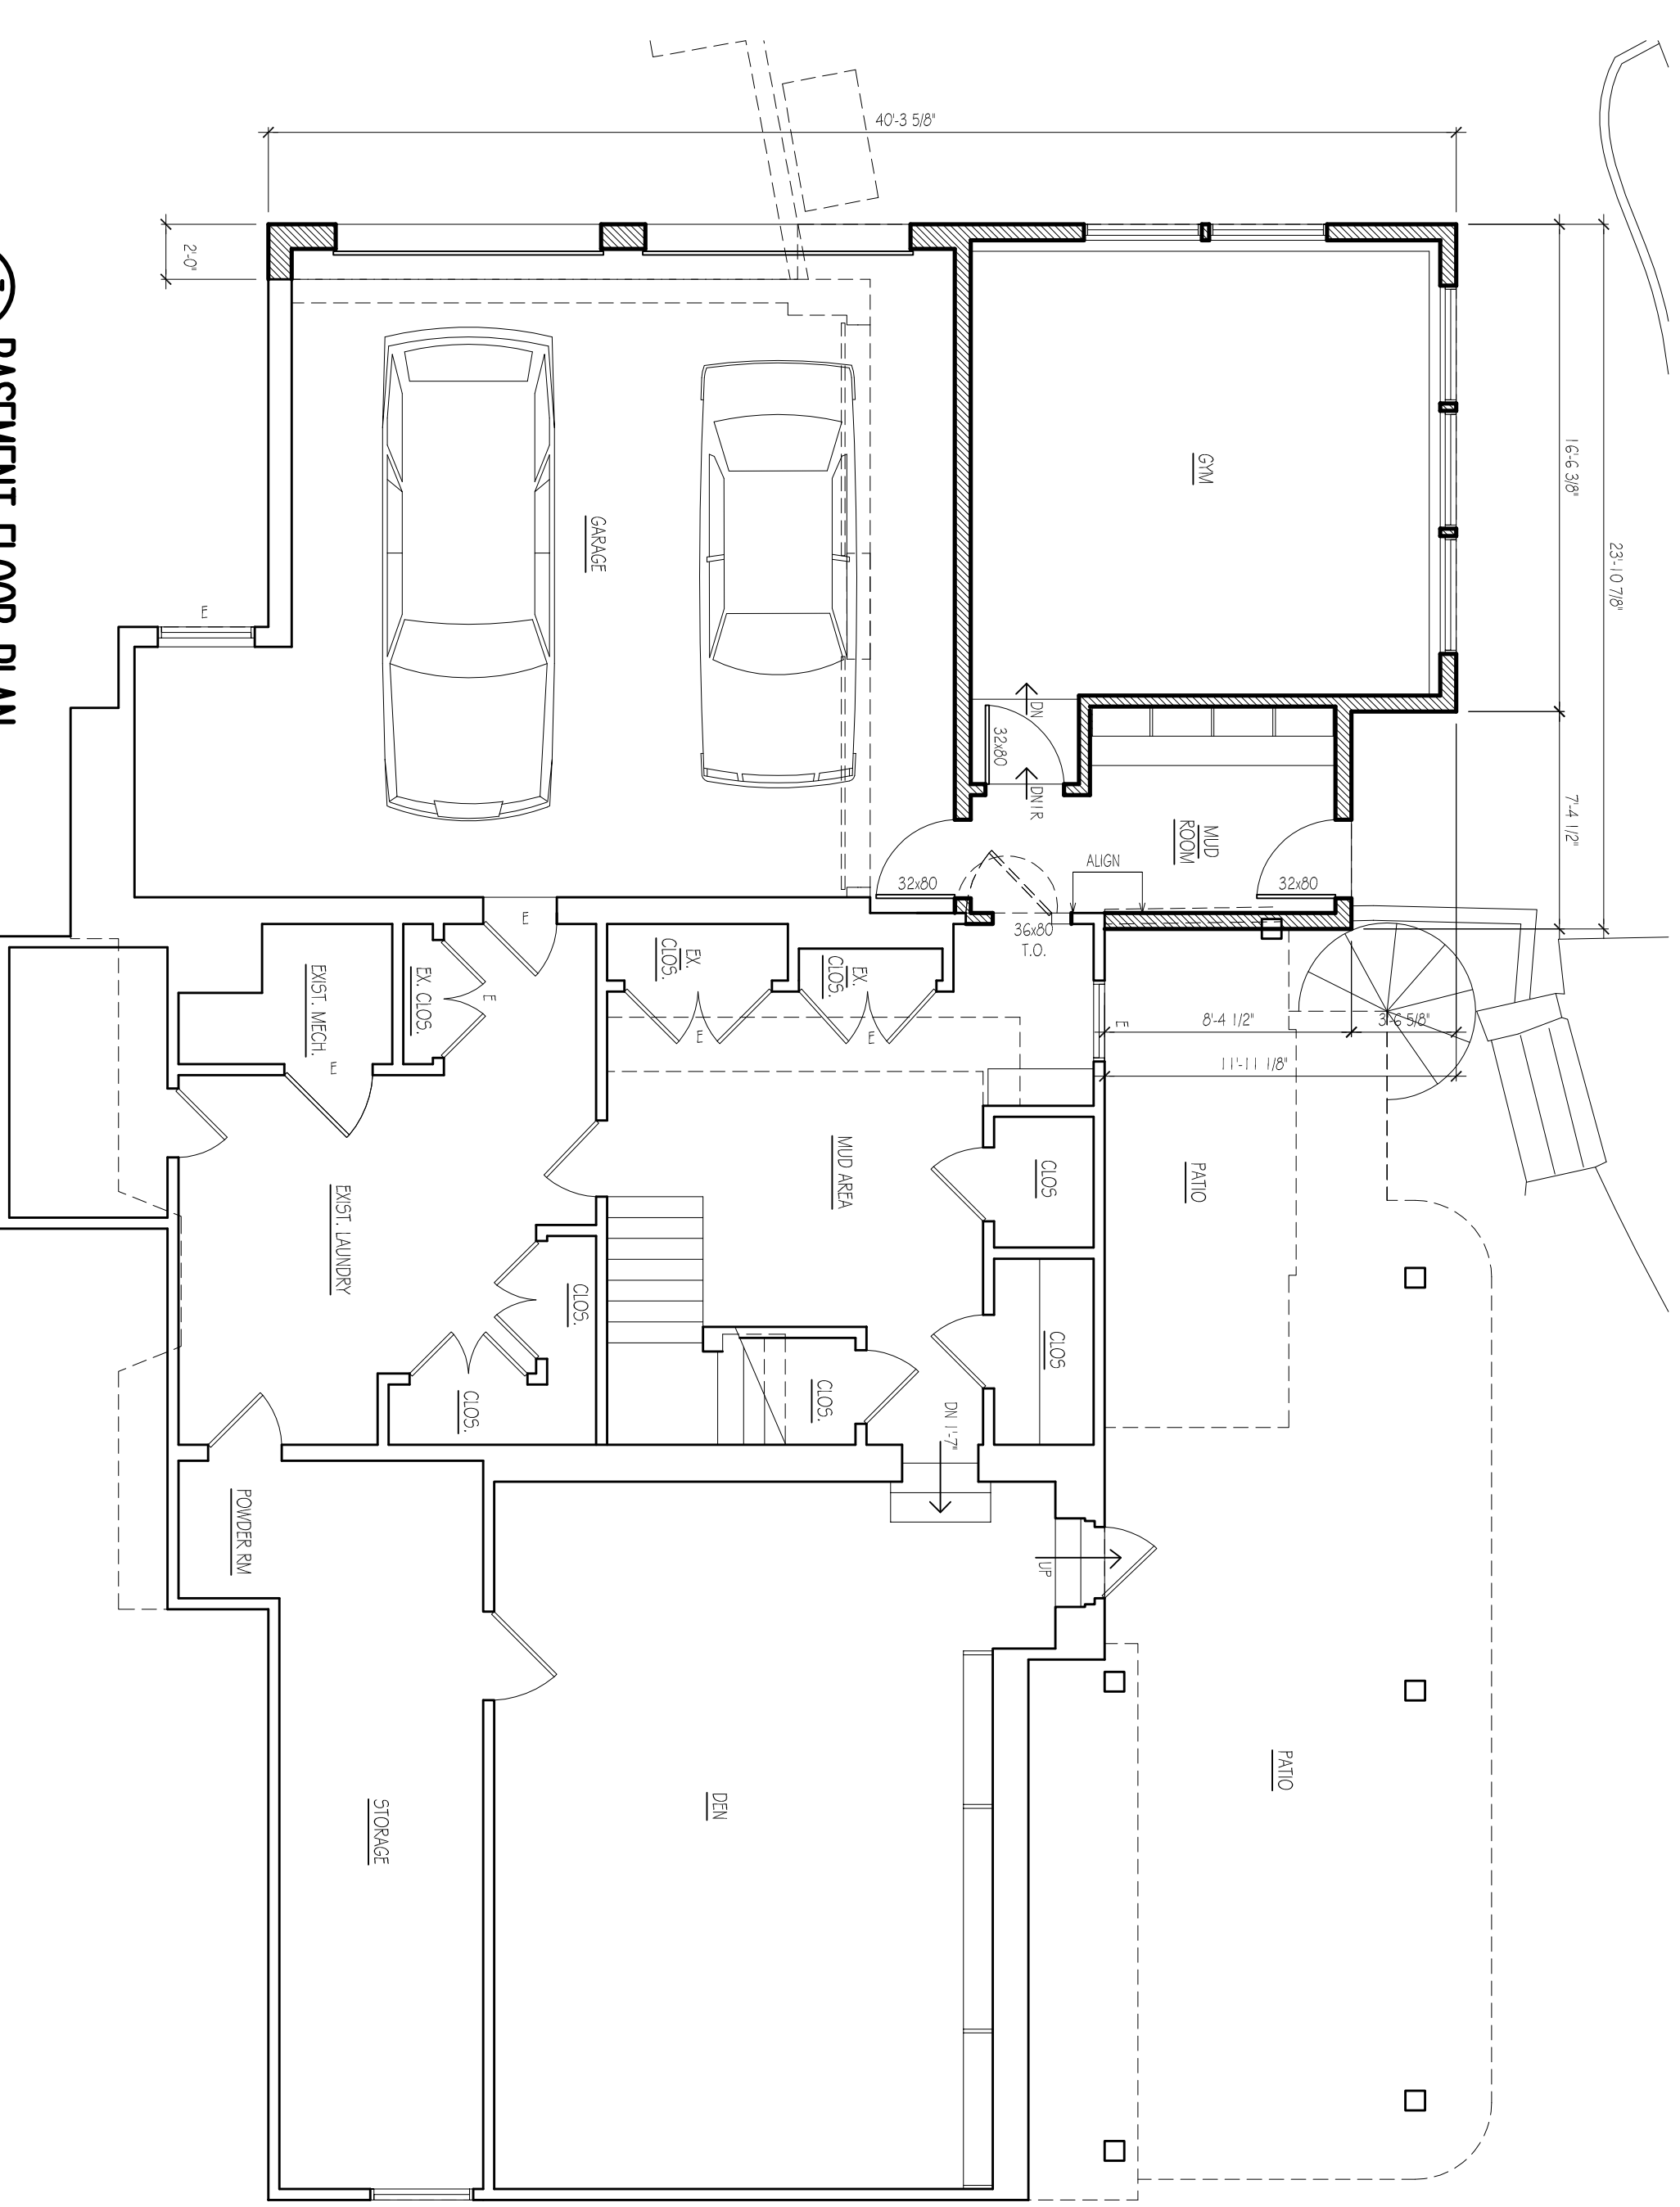 40'-3 5/8"
2'-0"
16'-6 3/8"
23'-10 7/8"
7'-4 1/2"
GYM
GARAGE
E
DN
32x80
DN1R
MUD
ROOM
ALIGN
32x80
32x80
36x80
T.O.
E
EX.
CLOS.
EX.
CLOS.
EX. CLOS.
E
EXIST. MECH.
E
E
E
E
8'-4 1/2"
3'-6 5/8"
11'-11 1/8"
MUD AREA
CLOS
PATIO
EXIST. LAUNDRY
CLOS.
CLOS
CLOS.
CLOS.
DN 1'-7"
POWDER RM
UP
STORAGE
DEN
PATIO
BASEMENT FLOOR PLAN